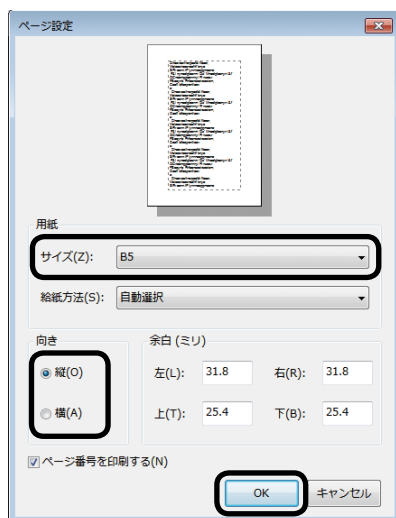 ページ設定
用紙
サイズ(Z): B5
給紙方法(S): 自動選択
向き
縦(O)
横(A)
余白 (ミリ)
左(L): 31.8 右(R): 31.8
上(T): 25.4 下(B): 25.4
ページ番号を印刷する(N)
OK キャンセル